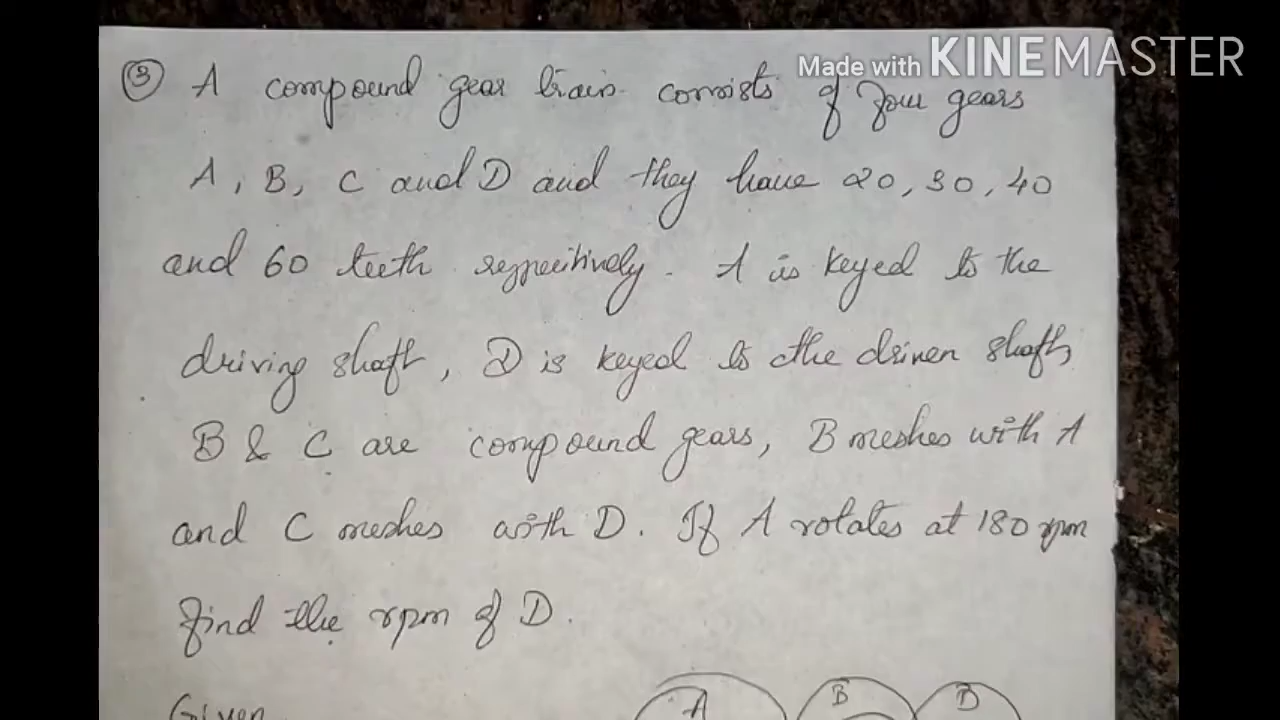 Made with KINEMASTER
③ A compound gear train consists of four gears
A, B, C and D and they have 20, 30, 40
and 60 teeth respectively. A is keyed to the
driving shaft, D is keyed to the driven shaft,
B & C are compound gears, B meshes with A
and C meshes with D. If A rotates at 180 rpm
find the rpm of D.
Given
A B D